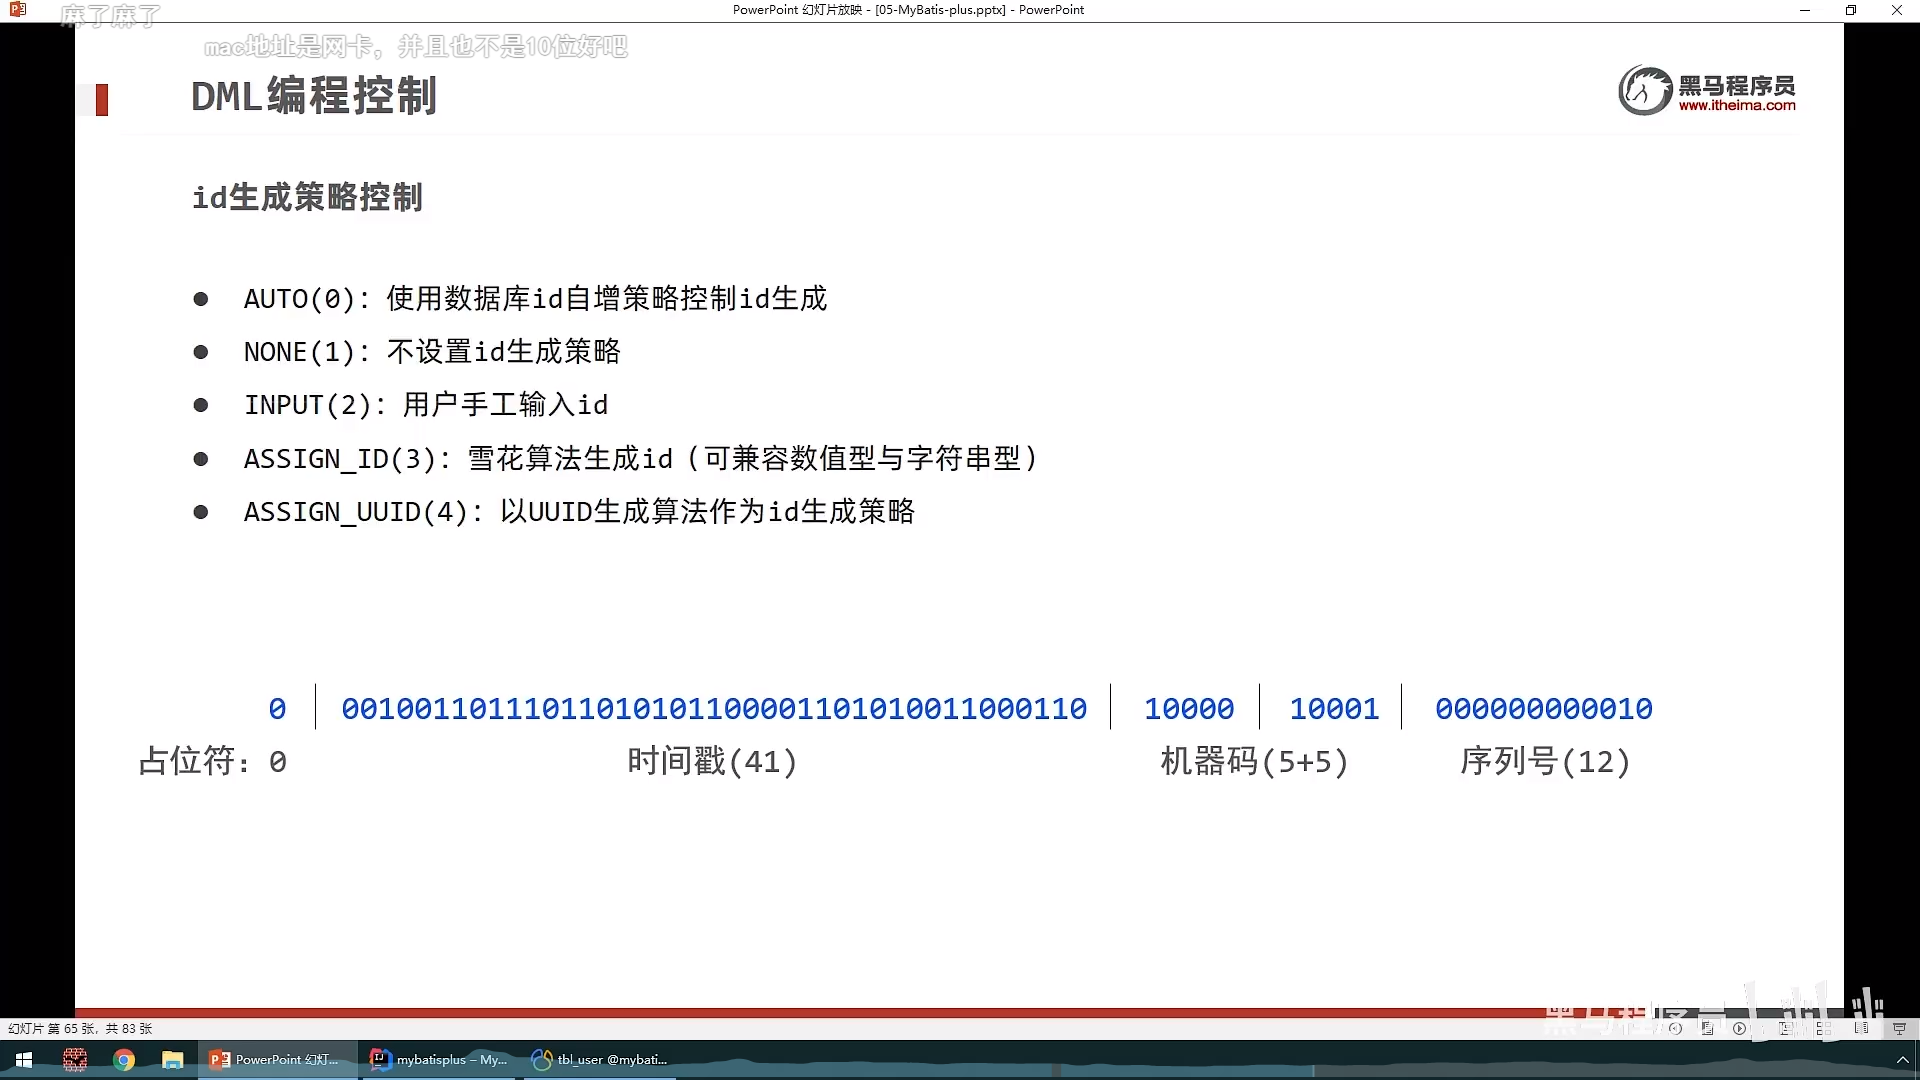 PowerPoint 幻灯片放映 - [05-MyBatis-plus.pptx] - PowerPoint
麻了麻了
mac地址是网卡，并且也不是10位好吧
DML编程控制
黑马程序员
www.itheima.com
id生成策略控制
● AUTO(0)：使用数据库id自增策略控制id生成
● NONE(1)：不设置id生成策略
● INPUT(2)：用户手工输入id
● ASSIGN_ID(3)：雪花算法生成id（可兼容数值型与字符串型）
● ASSIGN_UUID(4)：以UUID生成算法作为id生成策略
0 00100110111011010101100001101010011000110 10000 10001 000000000010
占位符：0 时间戳(41) 机器码(5+5) 序列号(12)
黑马程序员
幻灯片 第 65 张，共 83 张
PowerPoint 幻灯... mybatisplus – My... tbl_user @mybati...